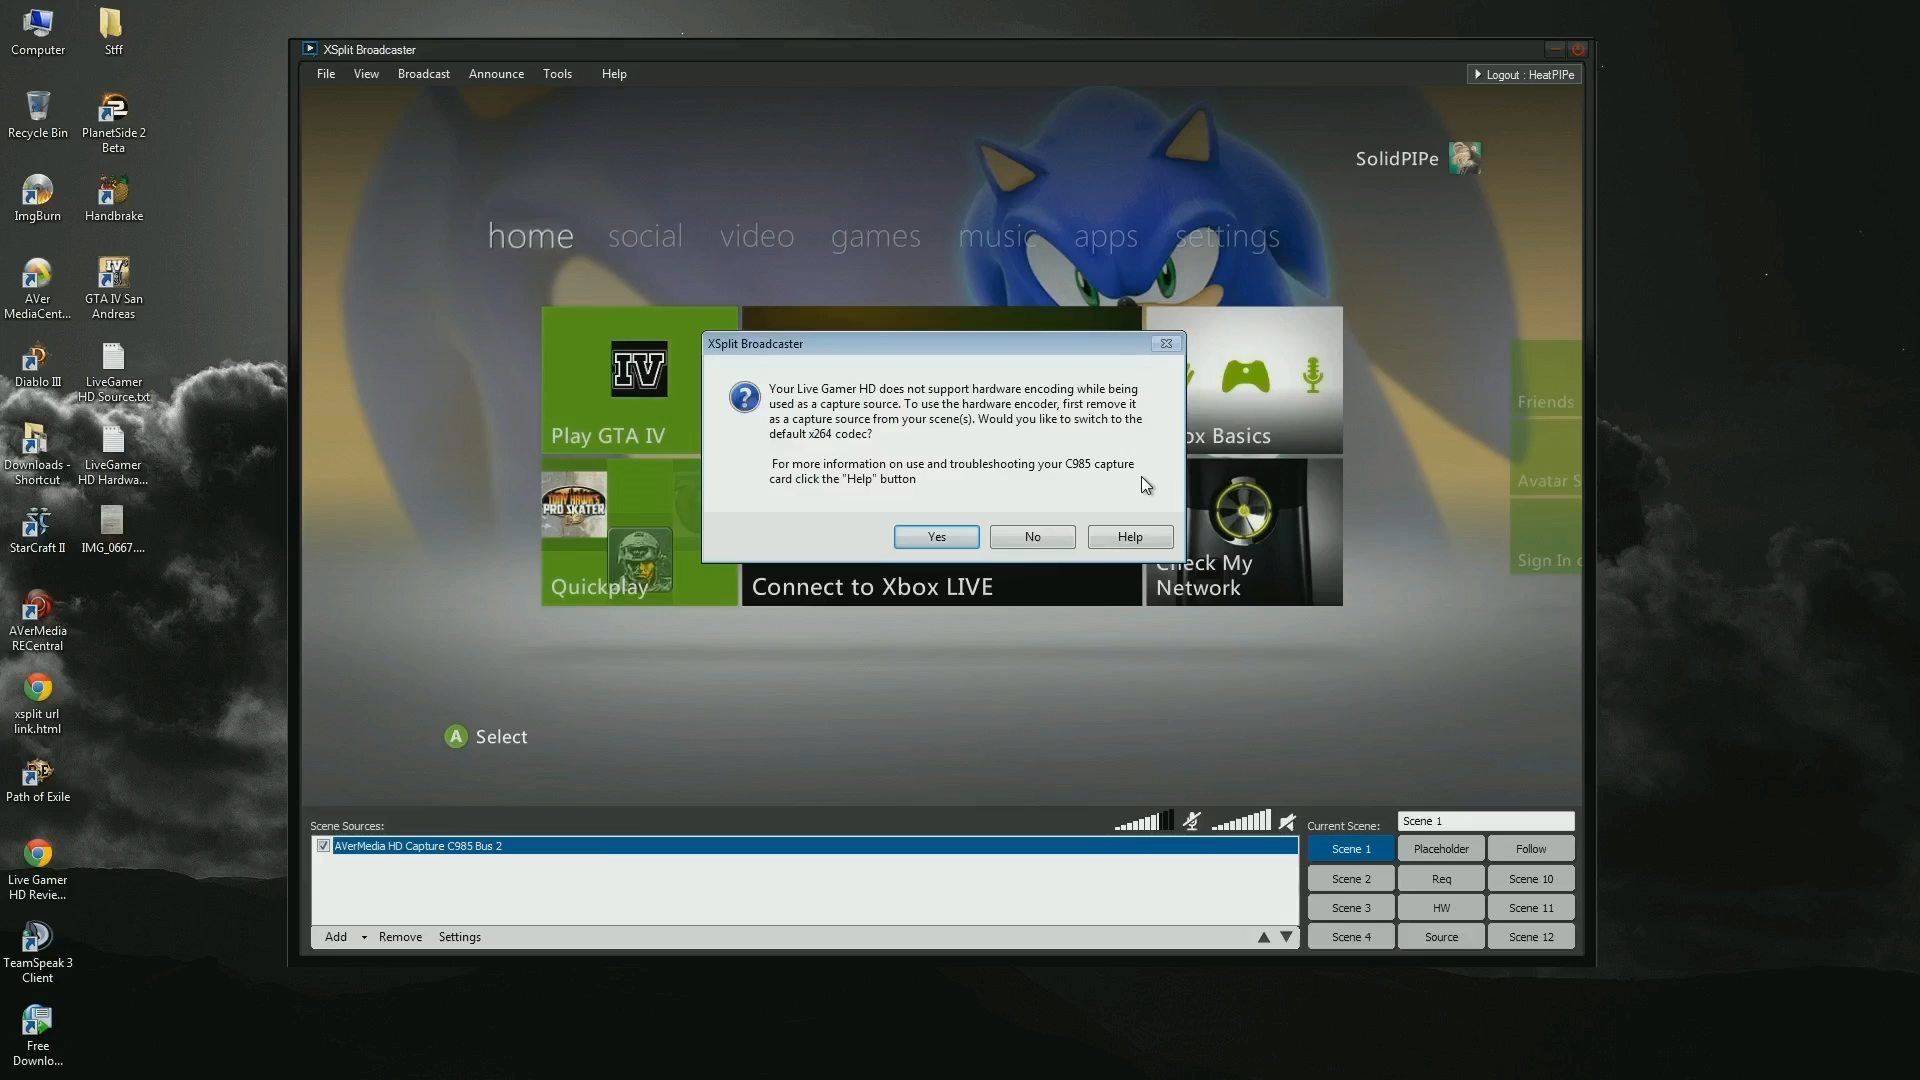 Computer
Stff
XSplit Broadcaster
File View Broadcast Announce Tools Help
Logout : HeatPIPe
Recycle Bin
PlanetSide 2
Beta
SolidPIPe
ImgBurn
Handbrake
home social video games music apps settings
AVer
MediaCent...
GTA IV San
Andreas
IV
XSplit Broadcaster
Diablo III
LiveGamer
HD Source.txt
Your Live Gamer HD does not support hardware encoding while being
used as a capture source. To use the hardware encoder, first remove it
as a capture source from your scene(s). Would you like to switch to the
default x264 codec?
For more information on use and troubleshooting your C985 capture
card click the "Help" button
Yes No Help
Play GTA IV
ox Basics
Friends
Downloads -
Shortcut
LiveGamer
HD Hardwa...
Avatar S
TONY HAWK'S
PRO SKATER
StarCraft II
IMG_0667....
Sign In o
Quickplay
Connect to Xbox LIVE
Check My
Network
AVerMedia
RECentral
xsplit url
link.html
A Select
Path of Exile
Scene Sources:
AVerMedia HD Capture C985 Bus 2
Add Remove Settings
Current Scene: Scene 1
Scene 1 Placeholder Follow
Scene 2 Req Scene 10
Scene 3 HW Scene 11
Scene 4 Source Scene 12
Live Gamer
HD Revie...
TeamSpeak 3
Client
Free
Downlo...